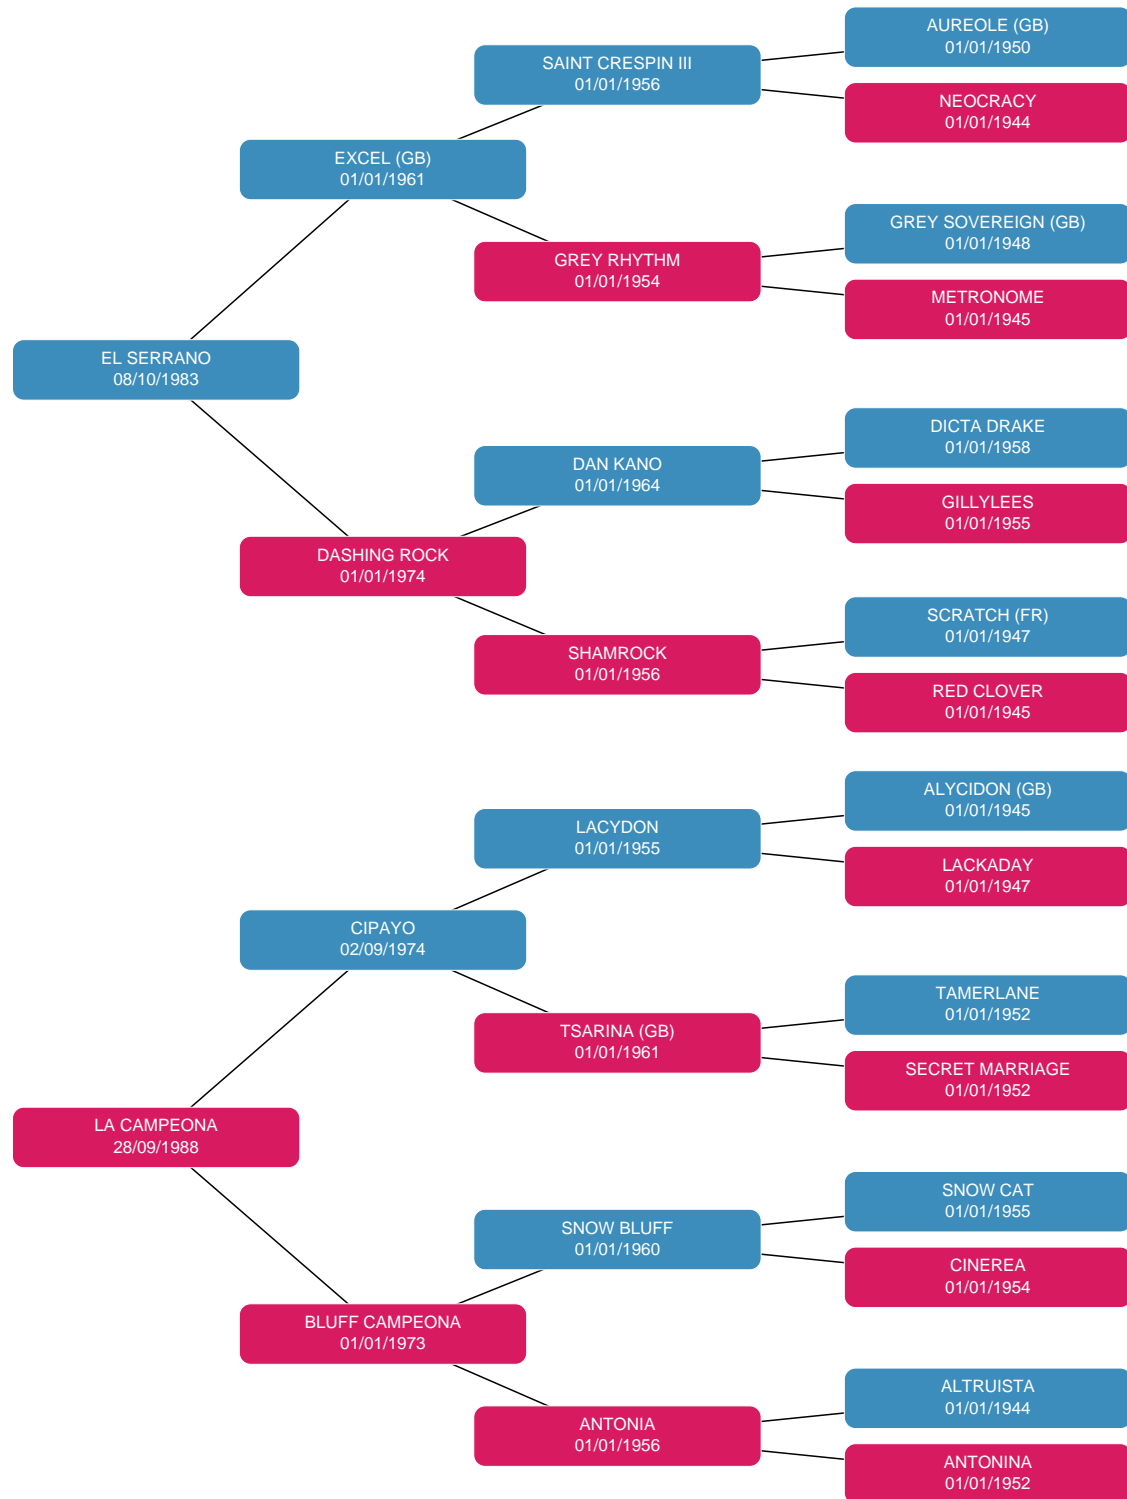 AUREOLE (GB)
01/01/1950
SAINT CRESPIN III
01/01/1956
NEOCRACY
01/01/1944
EXCEL (GB)
01/01/1961
GREY SOVEREIGN (GB)
01/01/1948
GREY RHYTHM
01/01/1954
METRONOME
01/01/1945
EL SERRANO
08/10/1983
DICTA DRAKE
01/01/1958
DAN KANO
01/01/1964
GILLYLEES
01/01/1955
DASHING ROCK
01/01/1974
SCRATCH (FR)
01/01/1947
SHAMROCK
01/01/1956
RED CLOVER
01/01/1945
ALYCIDON (GB)
01/01/1945
LACYDON
01/01/1955
LACKADAY
01/01/1947
CIPAYO
02/09/1974
TAMERLANE
01/01/1952
TSARINA (GB)
01/01/1961
SECRET MARRIAGE
01/01/1952
LA CAMPEONA
28/09/1988
SNOW CAT
01/01/1955
SNOW BLUFF
01/01/1960
CINEREA
01/01/1954
BLUFF CAMPEONA
01/01/1973
ALTRUISTA
01/01/1944
ANTONIA
01/01/1956
ANTONINA
01/01/1952